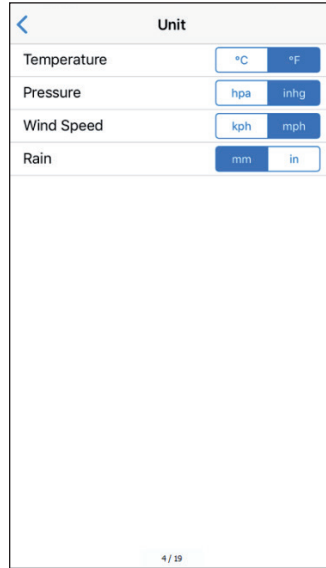 Unit
Temperature °C °F
Pressure hpa inhg
Wind Speed kph mph
Rain mm in
4 / 19